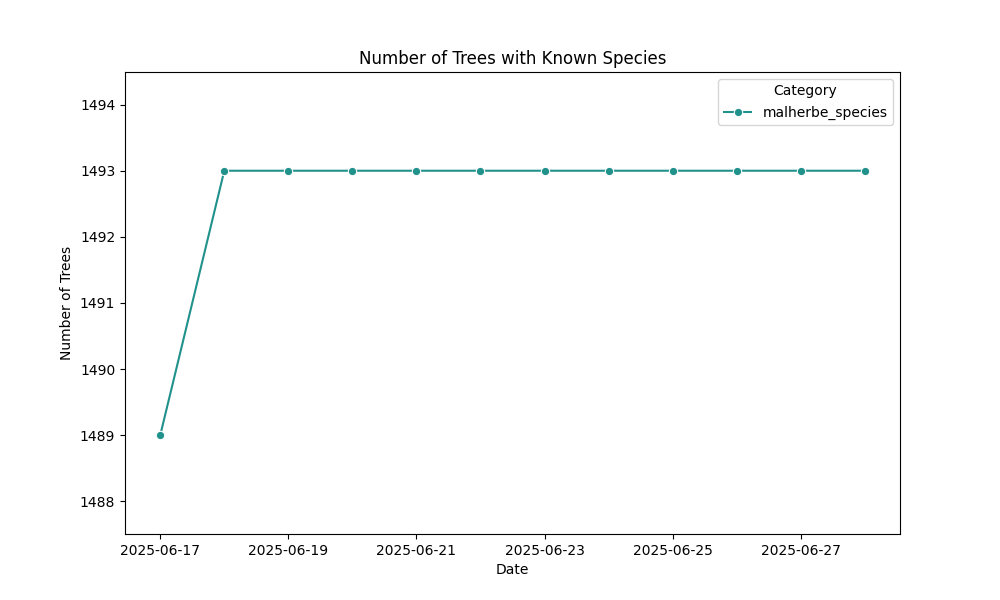 Number of Trees with Known Species
Category
malherbe_species
1494
1493
1492
1491
1490
1489
1488
Number of Trees
2025-06-17 2025-06-19 2025-06-21 2025-06-23 2025-06-25 2025-06-27
Date